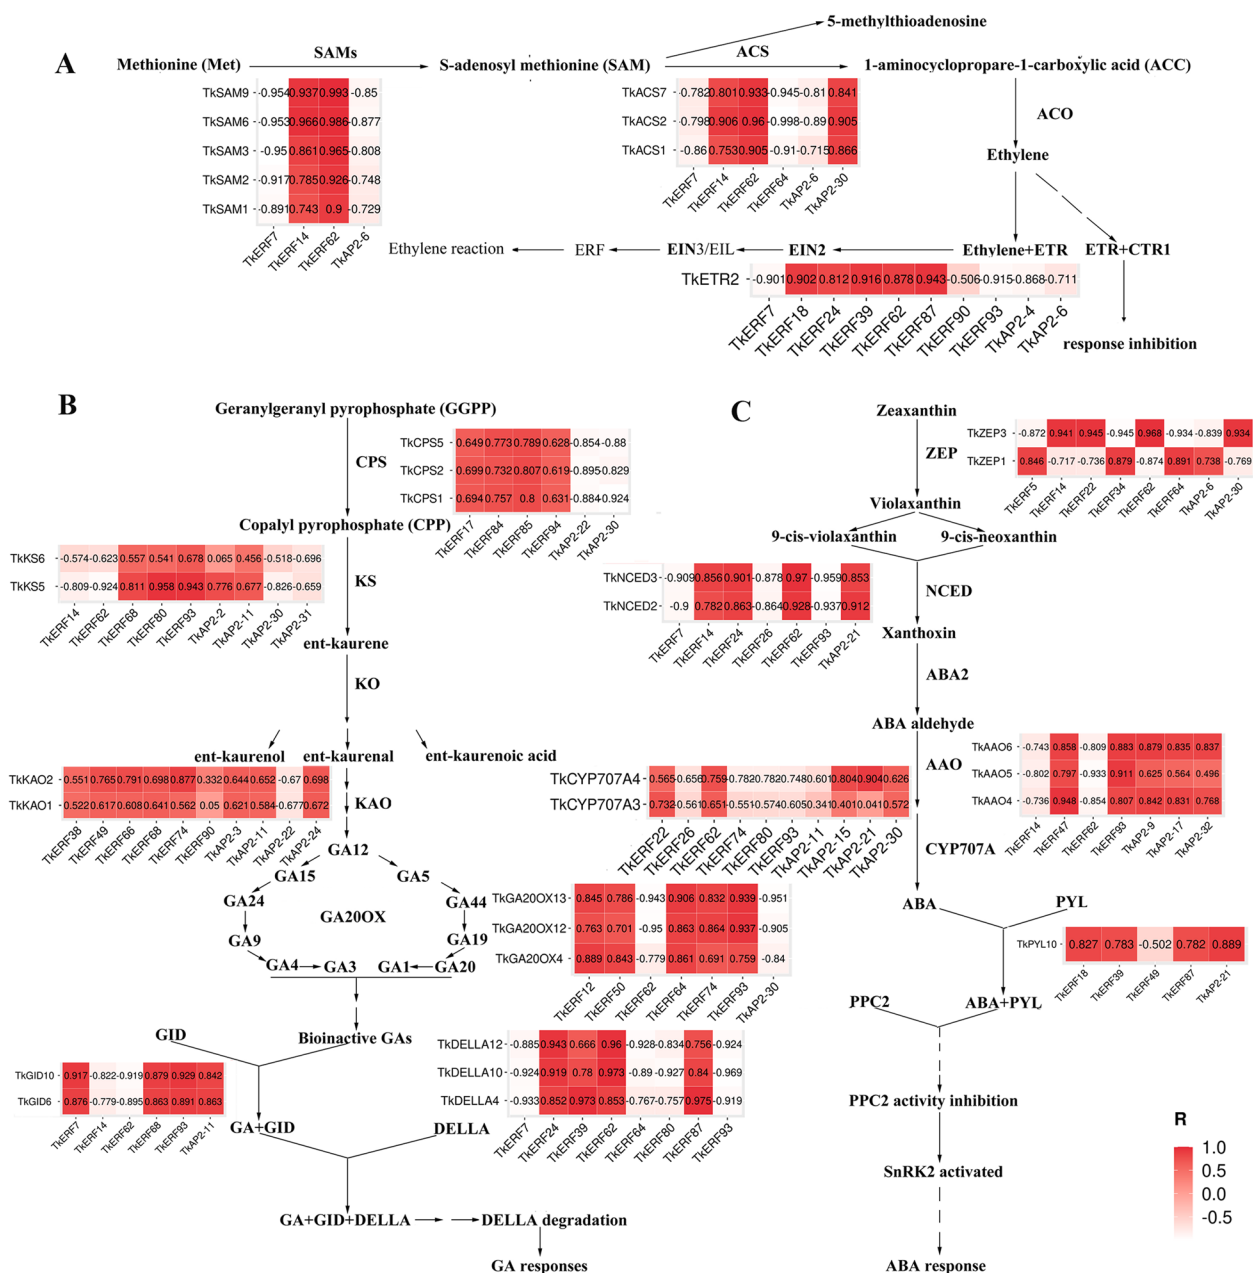 A
5-methylthioadenosine
Methionine (Met)
SAMs
S-adenosyl methionine (SAM)
ACS
1-aminocyclopropare-1-carboxylic acid (ACC)
TkSAM9 -0.954 0.937 0.993 -0.85
TkSAM6 -0.953 0.966 0.986 -0.877
TkSAM3 -0.95 0.861 0.965 -0.808
TkSAM2 -0.917 0.785 0.926 -0.748
TkSAM1 -0.891 0.743 0.9 -0.729
TkERF7 TkERF14 TkERF62 TkAP2-6
TkACS7 -0.782 0.801 0.933 -0.945 -0.81 0.841
TkACS2 -0.798 0.906 0.96 -0.998 -0.89 0.905
TkACS1 -0.86 0.753 0.905 -0.91 -0.715 0.866
TkERF7 TkERF14 TkERF62 TkERF64 TkAP2-6 TkAP2-30
ACO
Ethylene
Ethylene reaction
ERF
EIN3/EIL
EIN2
Ethylene+ETR
ETR+CTR1
TkETR2 -0.901 0.902 0.812 0.916 0.878 0.943 -0.506 -0.915 -0.868 -0.711
TkERF7 TkERF18 TkERF24 TkERF39 TkERF62 TkERF87 TkERF90 TkERF93 TkAP2-4 TkAP2-6
response inhibition
B
Geranylgeranyl pyrophosphate (GGPP)
CPS
TkCPS5 0.649 0.773 0.789 0.628 -0.854 -0.88
TkCPS2 0.699 0.732 0.807 0.619 -0.895 0.829
TkCPS1 0.694 0.757 0.8 0.631 -0.884 0.924
TkERF17 TkERF84 TkERF85 TkERF94 TkAP2-22 TkAP2-30
Copalyl pyrophosphate (CPP)
TkKS6 -0.574 -0.623 0.557 0.541 0.678 0.065 0.456 -0.51 -0.696
TkKS5 -0.809 -0.924 0.811 0.958 0.943 0.776 0.677 -0.826 -0.659
TkERF14 TkERF62 TkERF68 TkERF80 TkERF93 TkAP2-2 TkAP2-11 TkAP2-30 TkAP2-31
KS
ent-kaurene
KO
ent-kaurenol
ent-kaurenal
ent-kaurenoic acid
TkKAO2 0.551 0.765 0.791 0.698 0.877 0.332 0.644 0.652 -0.67 0.698
TkKAO1 0.522 0.617 0.608 0.641 0.562 0.05 0.621 0.584 -0.677 0.672
TkERF38 TkERF49 TkERF66 TkERF68 TkERF74 TkERF90 TkAP2-3 TkAP2-11 TkAP2-22 TkAP2-24
KAO
GA12
GA15
GA5
GA24
GA44
GA20OX
GA9
GA19
GA4
GA3
GA1
GA20
TkGA20OX13 0.845 0.786 -0.943 0.906 0.832 0.939 -0.951
TkGA20OX12 0.763 0.701 -0.95 0.863 0.864 0.937 -0.905
TkGA20OX4 0.889 0.843 -0.779 0.861 0.691 0.759 -0.84
TkERF12 TkERF50 TkERF62 TkERF64 TkERF74 TkERF93 TkAP2-30
GID
Bioinactive GAs
TkGID10 0.917 -0.822 -0.919 0.879 0.929 0.842
TkGID6 0.876 -0.779 -0.895 0.863 0.891 0.863
TkERF7 TkERF14 TkERF62 TkERF68 TkERF93 TkAP2-11
GA+GID
DELLA
TkDELLA12 -0.885 0.943 0.666 0.96 -0.928 -0.834 0.756 -0.924
TkDELLA10 -0.924 0.919 0.78 0.973 -0.89 -0.927 0.84 -0.969
TkDELLA4 -0.933 0.852 0.973 0.853 -0.767 -0.757 0.975 -0.919
TkERF7 TkERF24 TkERF39 TkERF62 TkERF64 TkERF80 TkERF87 TkERF93
GA+GID+DELLA
DELLA degradation
GA responses
C
Zeaxanthin
ZEP
TkZEP3 -0.872 0.941 0.945 -0.945 0.968 -0.934 -0.839 0.934
TkZEP1 0.846 -0.717 -0.736 0.879 -0.874 0.891 0.738 -0.769
TkERF5 TkERF14 TkERF22 TkERF34 TkERF62 TkERF64 TkAP2-6 TkAP2-30
Violaxanthin
9-cis-violaxanthin
9-cis-neoxanthin
TkNCED3 -0.909 0.856 0.901 -0.878 0.97 -0.959 0.853
TkNCED2 -0.9 0.782 0.863 -0.864 0.928 -0.937 0.912
TkERF7 TkERF14 TkERF24 TkERF26 TkERF62 TkERF93 TkAP2-21
NCED
Xanthoxin
ABA2
ABA aldehyde
AAO
TkAAO6 -0.743 0.858 -0.809 0.883 0.879 0.835 0.837
TkAAO5 -0.802 0.797 -0.933 0.911 0.625 0.564 0.496
TkAAO4 -0.736 0.948 -0.854 0.807 0.842 0.831 0.768
TkERF14 TkERF47 TkERF62 TkERF93 TkAP2-9 TkAP2-17 TkAP2-32
TkCYP707A4 0.565 -0.656 0.759 -0.782 -0.782 -0.748 -0.601 0.804 0.904 0.626
TkCYP707A3 0.732 -0.561 0.651 -0.551 -0.574 -0.605 -0.341 0.401 0.041 0.572
TkERF22 TkERF26 TkERF62 TkERF74 TkERF80 TkERF93 TkAP2-11 TkAP2-15 TkAP2-21 TkAP2-30
CYP707A
ABA
PYL
TkPYL10 0.827 0.783 -0.502 0.782 0.889
TkERF18 TkERF39 TkERF49 TkERF87 TkAP2-21
PPC2
ABA+PYL
PPC2 activity inhibition
SnRK2 activated
ABA response
R
1.0
0.5
0.0
-0.5